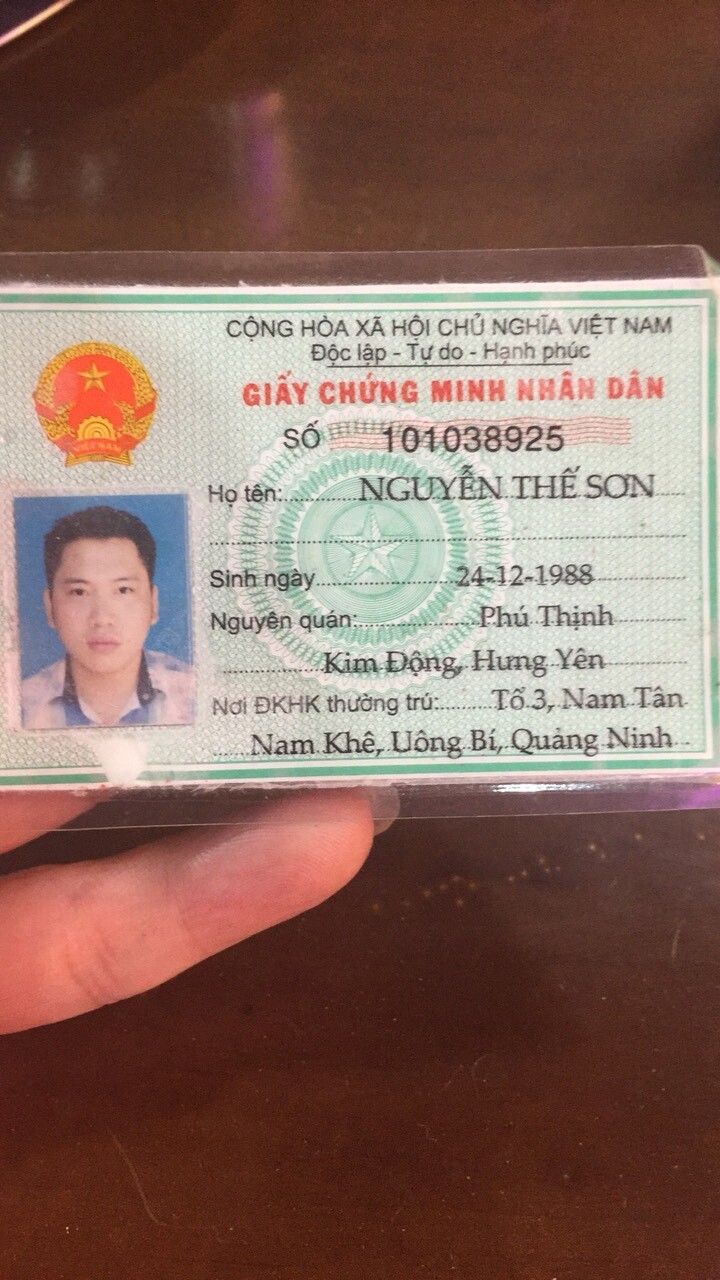 CỘNG HÒA XÃ HỘI CHỦ NGHĨA VIỆT NAM
Độc lập - Tự do - Hạnh phúc
GIẤY CHỨNG MINH NHÂN DÂN
SỐ 101038925
Họ tên: NGUYỄN THẾ SƠN
Sinh ngày 24-12-1988
Nguyên quán: Phú Thịnh
Kim Động, Hưng Yên
Nơi ĐKHK thường trú: Tổ 3, Nam Tân
Nam Khê, Uông Bí, Quảng Ninh
VIỆT NAM